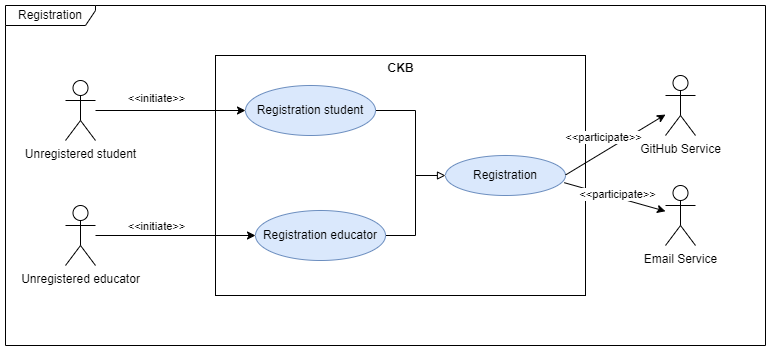 Registration
CKB
<<initiate>>
Registration student
Unregistered student
<<participate>>
GitHub Service
Registration
<<participate>>
<<initiate>>
Registration educator
Unregistered educator
Email Service